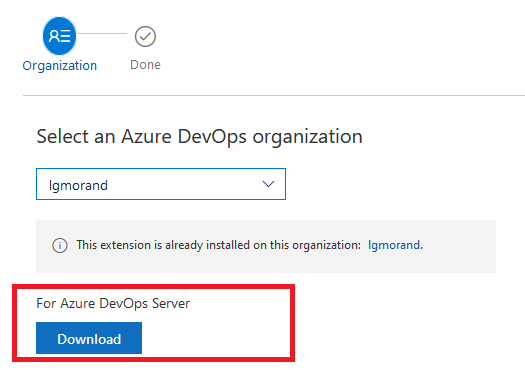 Organization
Done
Select an Azure DevOps organization
lgmorand
This extension is already installed on this organization: lgmorand.
For Azure DevOps Server
Download